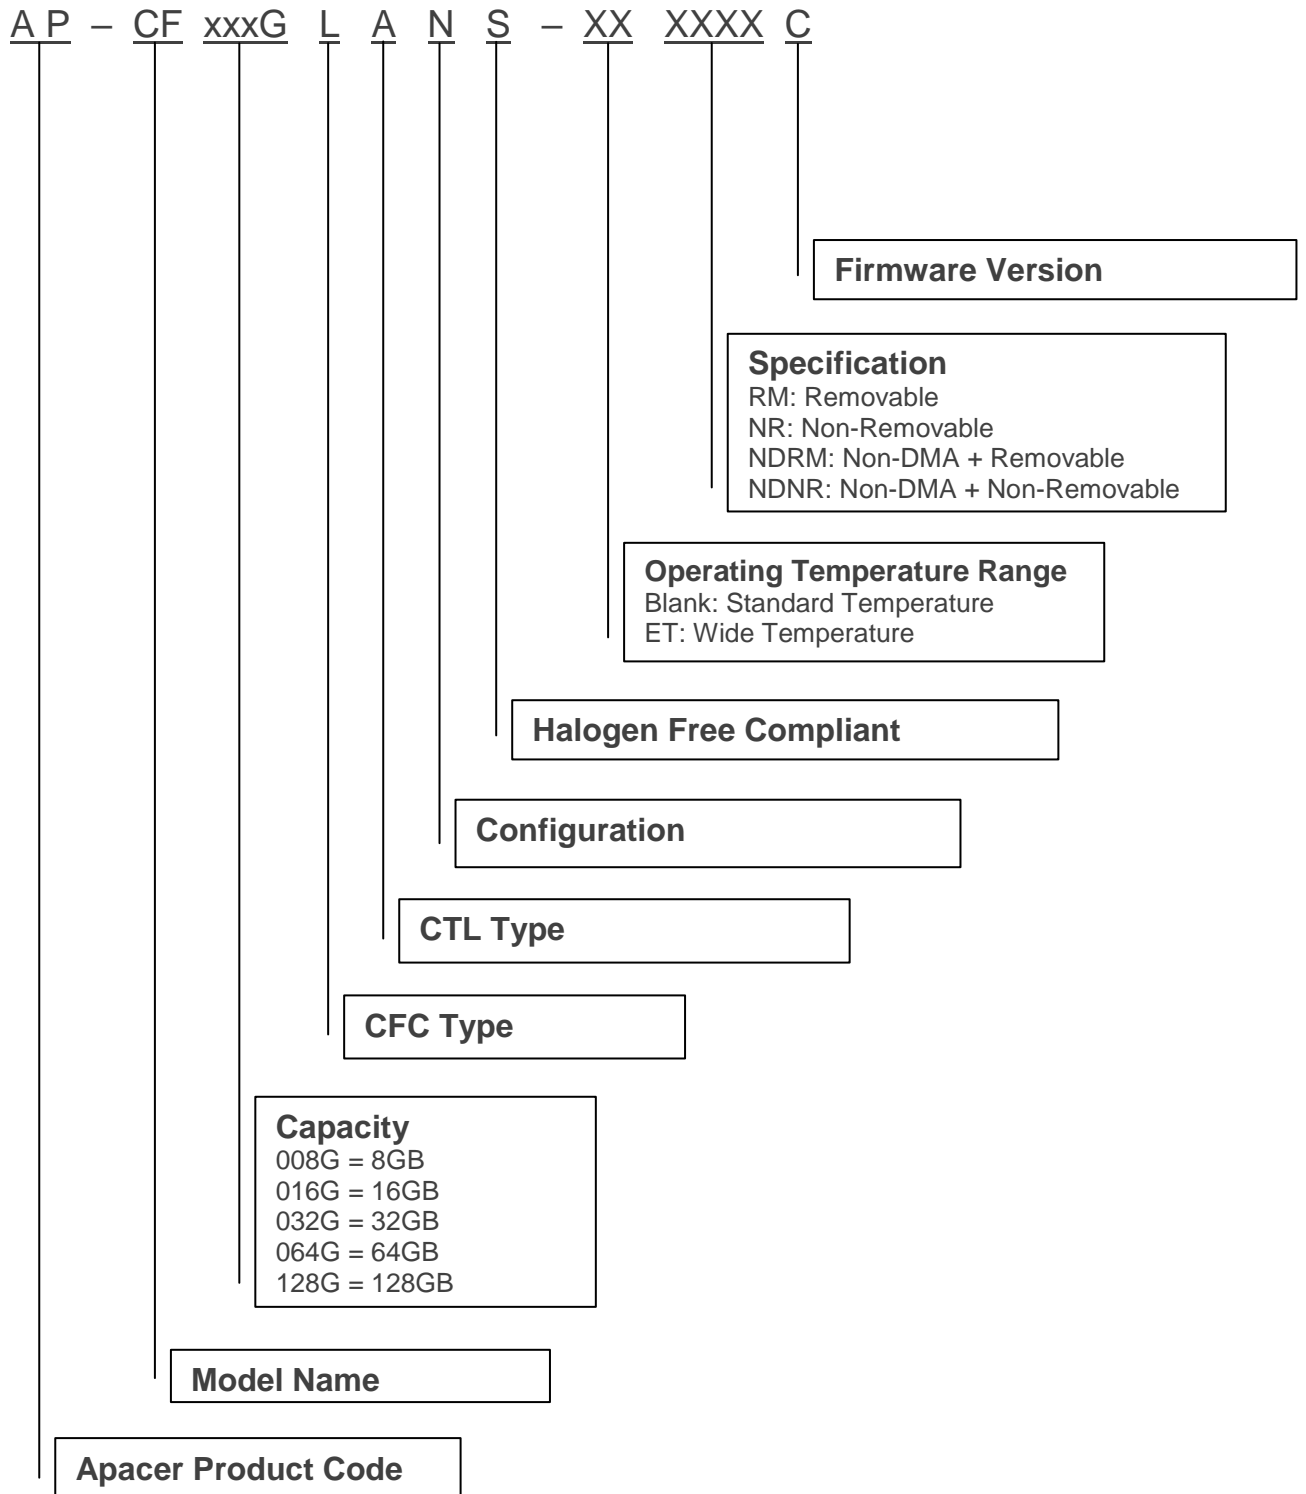 A P – CF xxxG L A N S – XX XXXX C
Firmware Version
Specification
RM: Removable
NR: Non-Removable
NDRM: Non-DMA + Removable
NDNR: Non-DMA + Non-Removable
Operating Temperature Range
Blank: Standard Temperature
ET: Wide Temperature
Halogen Free Compliant
Configuration
CTL Type
CFC Type
Capacity
008G = 8GB
016G = 16GB
032G = 32GB
064G = 64GB
128G = 128GB
Model Name
Apacer Product Code